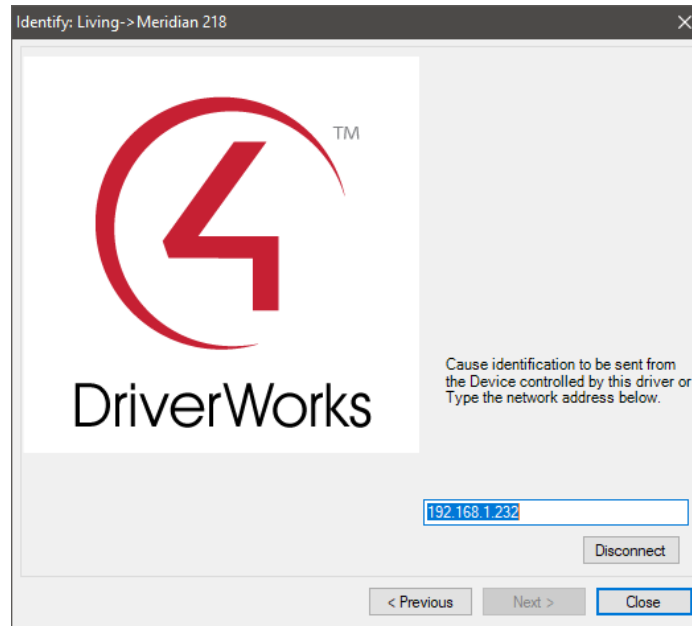 Identify: Living->Meridian 218
TM
4
DriverWorks
Cause identification to be sent from
the Device controlled by this driver or
Type the network address below.
192.168.1.232
Disconnect
< Previous
Next >
Close